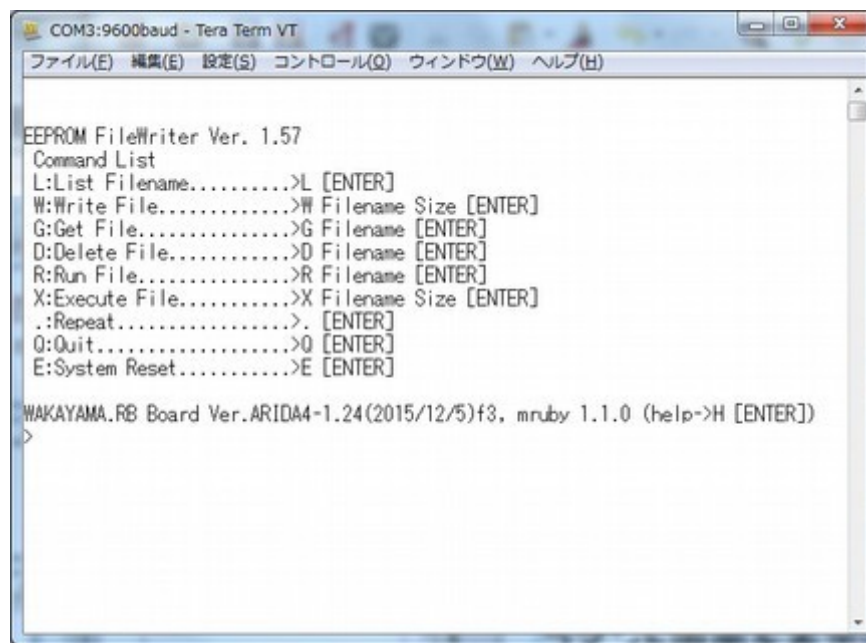 COM3:9600baud - Tera Term VT
ファイル(F) 編集(E) 設定(S) コントロール(O) ウィンドウ(W) ヘルプ(H)
EEPROM FileWriter Ver. 1.57
Command List
L:List Filename..........>L [ENTER]
W:Write File.............>W Filename Size [ENTER]
G:Get File...............>G Filename [ENTER]
D:Delete File............>D Filename [ENTER]
R:Run File...............>R Filename [ENTER]
X:Execute File...........>X Filename Size [ENTER]
.:Repeat.................>. [ENTER]
Q:Quit...................>Q [ENTER]
E:System Reset...........>E [ENTER]
WAKAYAMA.RB Board Ver.ARIDA4-1.24(2015/12/5)f3, mruby 1.1.0 (help->H [ENTER])
>